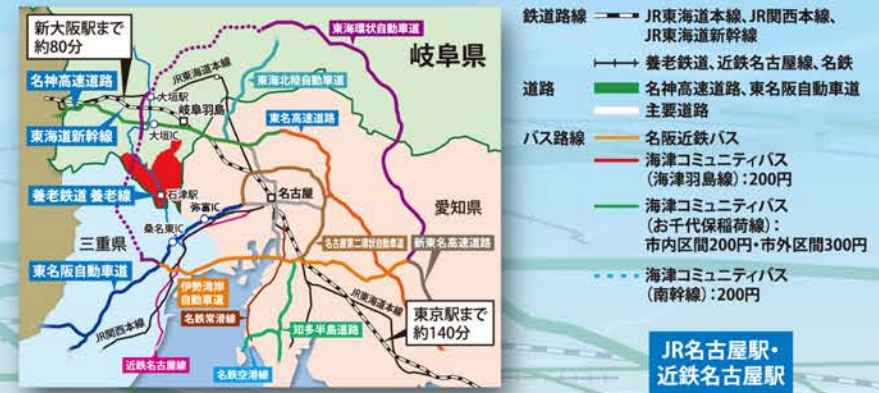 新大阪駅まで
約80分
名神高速道路
東海道新幹線
養老鉄道 養老線
東名阪自動車道
JR東海道本線
大垣駅
岐阜羽島
大垣IC
石津駅
弥富IC
桑名東IC
三重県
JR関西本線
近鉄名古屋線
東海環状自動車道
岐阜県
東海北陸自動車道
東名高速道路
名古屋
愛知県
名古屋第二環状自動車道
新東名高速道路
伊勢湾岸
自動車道
名鉄常滑線
名鉄空港線
知多半島道路
JR東海道本線
東京駅まで
約140分
鉄道路線 JR東海道本線、JR関西本線、
JR東海道新幹線
養老鉄道、近鉄名古屋線、名鉄
道路 名神高速道路、東名阪自動車道
主要道路
バス路線 名阪近鉄バス
海津コミュニティバス
(海津羽島線):200円
海津コミュニティバス
(お千代保稲荷線):
市内区間200円・市外区間300円
海津コミュニティバス
(南幹線):200円
JR名古屋駅・
近鉄名古屋駅